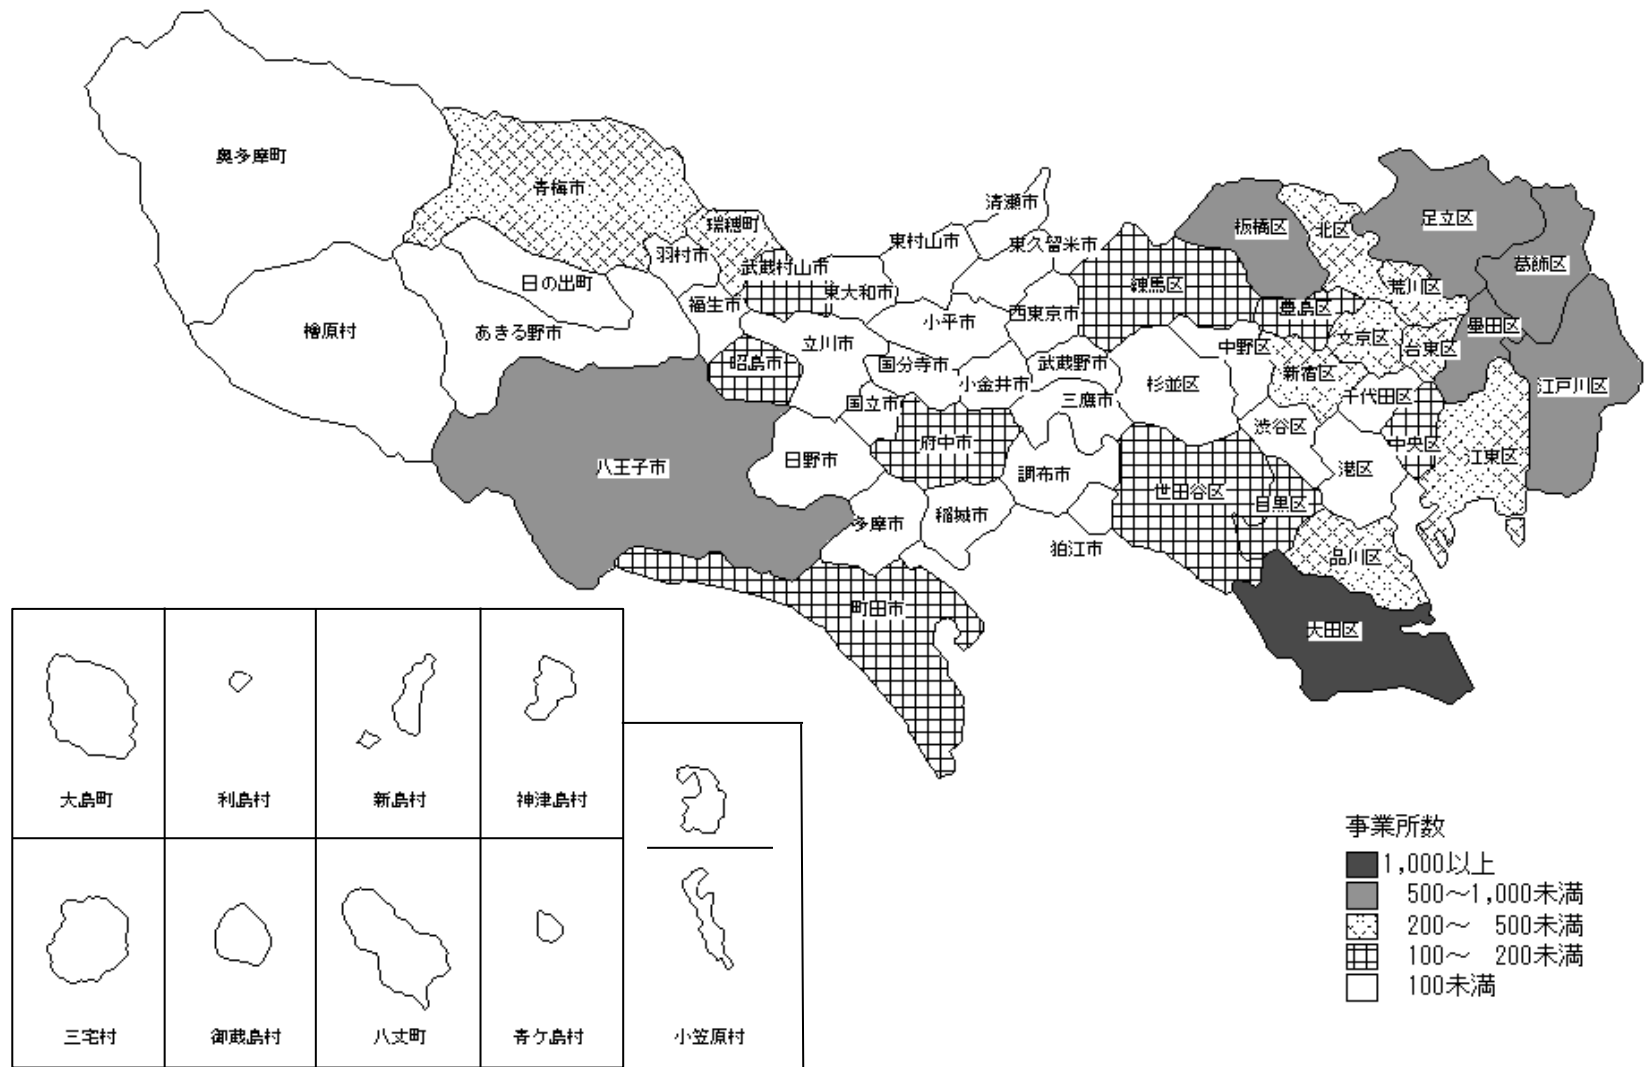 奥多摩町
青梅市
瑞穂町
羽村市
日の出町
檜原村
あきる野市
福生市
武蔵村山市
東大和市
東村山市
清瀬市
東久留米市
小平市
西東京市
立川市
昭島市
国分寺市
小金井市
武蔵野市
三鷹市
国立市
府中市
日野市
八王子市
調布市
多摩市
稲城市
狛江市
町田市
板橋区
北区
足立区
葛飾区
荒川区
練馬区
豊島区
文京区
台東区
墨田区
中野区
新宿区
千代田区
江戸川区
杉並区
渋谷区
中央区
江東区
港区
世田谷区
目黒区
品川区
大田区
大島町
利島村
新島村
神津島村
三宅村
御蔵島村
八丈町
青ケ島村
小笠原村
事業所数
1,000以上
500～1,000未満
200～ 500未満
100～ 200未満
100未満